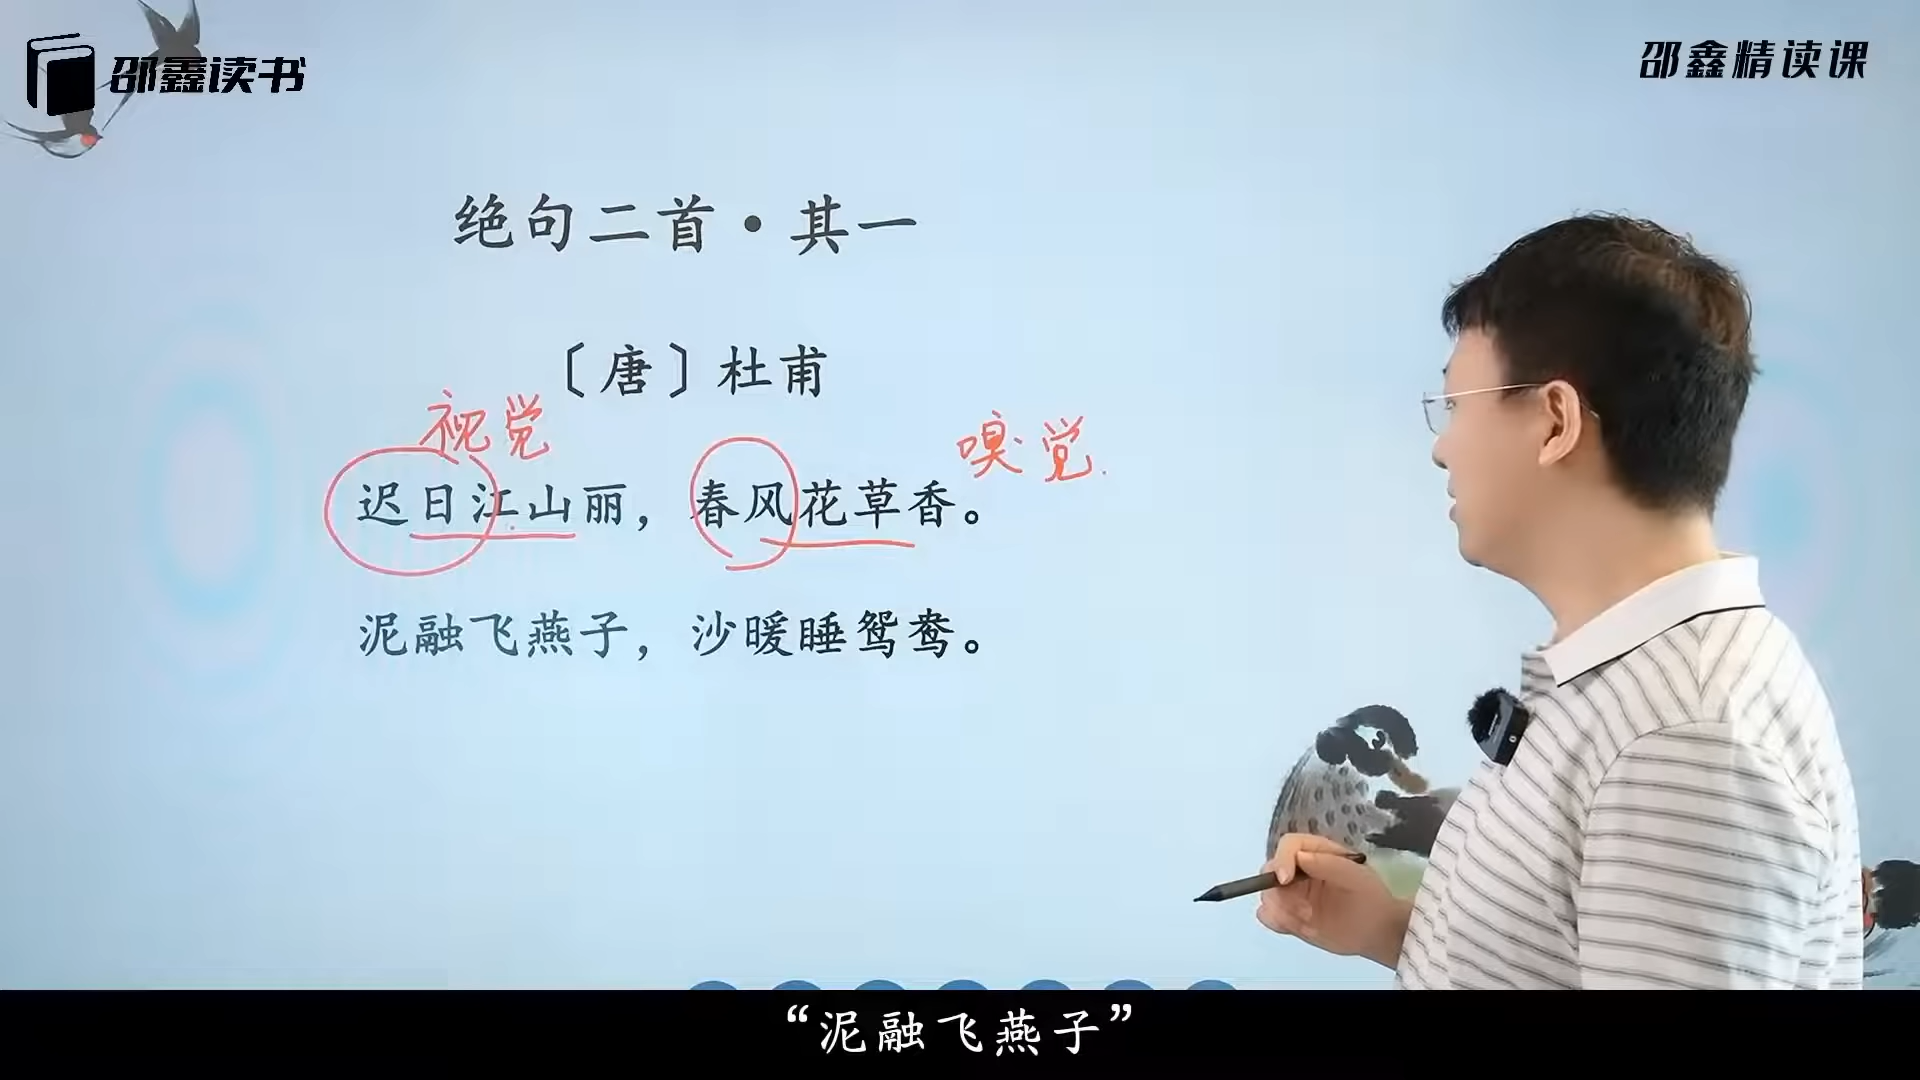 邵鑫读书
邵鑫精读课
绝句二首·其一
〔唐〕杜甫
视觉
嗅觉
迟日江山丽，春风花草香。
泥融飞燕子，沙暖睡鸳鸯。
“泥融飞燕子”